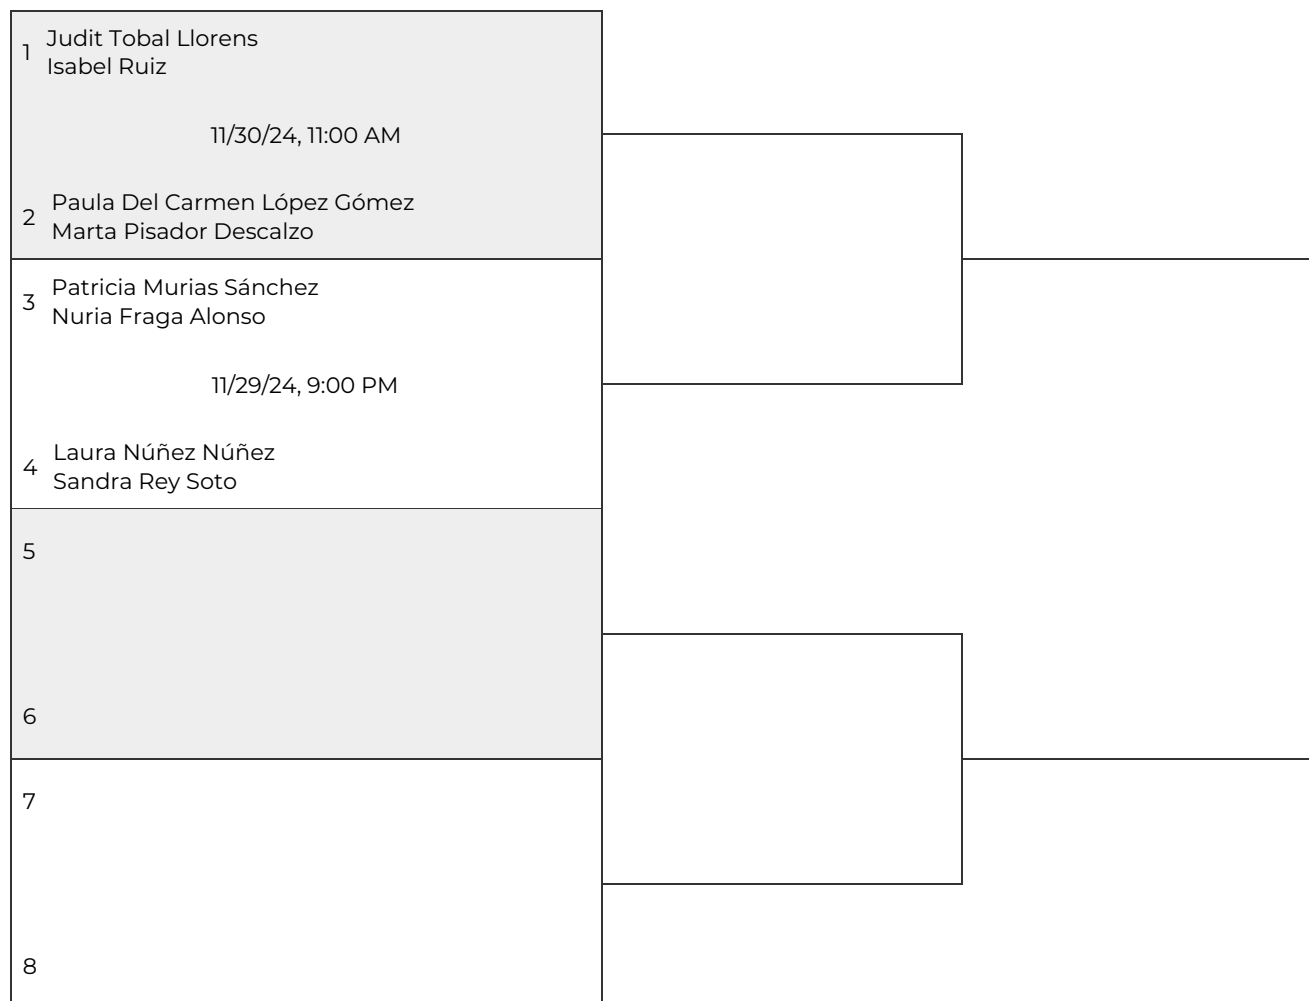 1
Judit Tobal Llorens
Isabel Ruiz
11/30/24, 11:00 AM
2
Paula Del Carmen López Gómez
Marta Pisador Descalzo
3
Patricia Murias Sánchez
Nuria Fraga Alonso
11/29/24, 9:00 PM
4
Laura Núñez Núñez
Sandra Rey Soto
5
6
7
8